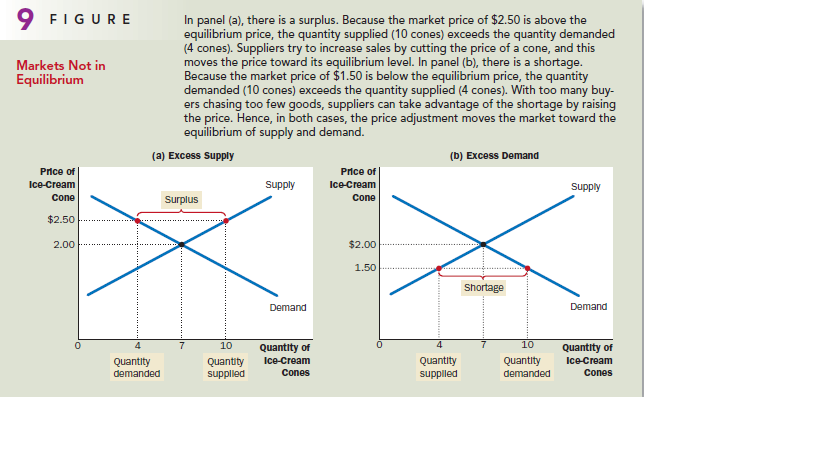 9 FIGURE
Markets Not in
Equilibrium
In panel (a), there is a surplus. Because the market price of $2.50 is above the
equilibrium price, the quantity supplied (10 cones) exceeds the quantity demanded
(4 cones). Suppliers try to increase sales by cutting the price of a cone, and this
moves the price toward its equilibrium level. In panel (b), there is a shortage.
Because the market price of $1.50 is below the equilibrium price, the quantity
demanded (10 cones) exceeds the quantity supplied (4 cones). With too many buy-
ers chasing too few goods, suppliers can take advantage of the shortage by raising
the price. Hence, in both cases, the price adjustment moves the market toward the
equilibrium of supply and demand.
(a) Excess Supply
Price of
Ice-Cream
Cone
Supply
Surplus
$2.50
2.00
Demand
0 4 7 10 Quantity of
Ice-Cream
Cones
Quantity
demanded
Quantity
supplied
(b) Excess Demand
Price of
Ice-Cream
Cone
Supply
$2.00
1.50
Shortage
Demand
0 4 7 10 Quantity of
Ice-Cream
Cones
Quantity
supplied
Quantity
demanded